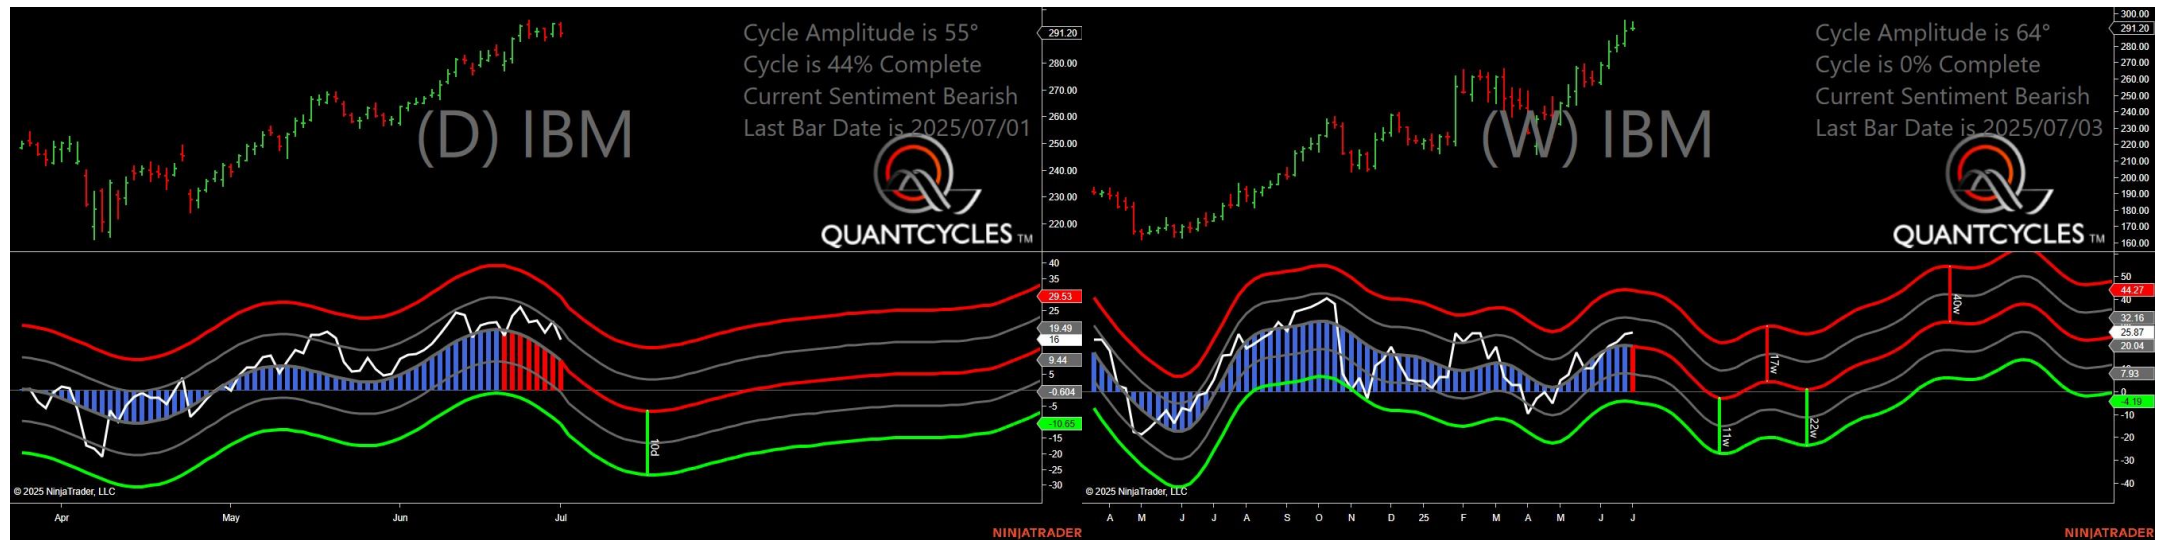 Cycle Amplitude is 55°
Cycle is 44% Complete
Current Sentiment Bearish
Last Bar Date is 2025/07/01
(D) IBM
QUANTCYCLES TM
291.20
280.00
270.00
260.00
250.00
240.00
230.00
220.00
40
35
29.53
25
19.49
16
9.44
5
-0.604
-5
-10.65
-15
-20
-25
-30
10d
© 2025 NinjaTrader, LLC
Apr May Jun Jul
NINJATRADER
Cycle Amplitude is 64°
Cycle is 0% Complete
Current Sentiment Bearish
Last Bar Date is 2025/07/03
(W) IBM
QUANTCYCLES TM
300.00
291.20
280.00
270.00
260.00
250.00
240.00
230.00
220.00
210.00
200.00
190.00
180.00
170.00
160.00
50
44.27
40
32.16
25.87
20.04
7.93
0
-4.19
-10
-20
-30
-40
11w
17w
22w
40w
© 2025 NinjaTrader, LLC
A M J J A S O N D 25 F M A M J J
NINJATRADER